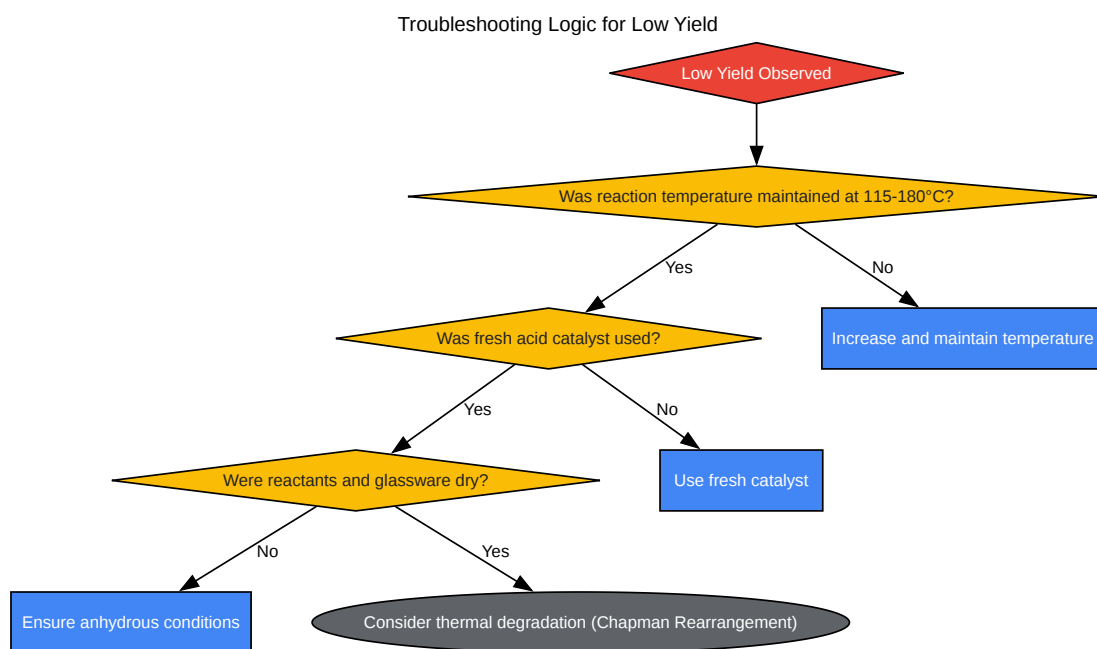 Troubleshooting Logic for Low Yield
Low Yield Observed
Was reaction temperature maintained at 115-180°C?
Yes
No
Was fresh acid catalyst used?
Increase and maintain temperature
Yes
No
Were reactants and glassware dry?
Use fresh catalyst
No
Yes
Ensure anhydrous conditions
Consider thermal degradation (Chapman Rearrangement)